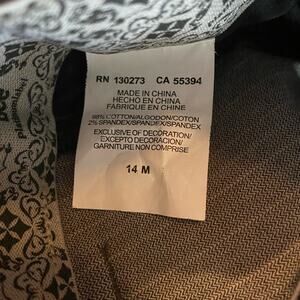 RN 130273 CA 55394
MADE IN CHINA
HECHO EN CHINA
FABRIQUE EN CHINE
98% COTTON/ALGODON/COTON
2% SPANDEX/SPANDEX/SPANDEX
EXCLUSIVE OF DECORATION/
EXCEPTO DECORACION/
GARNITURE NON COMPRISE
14 M